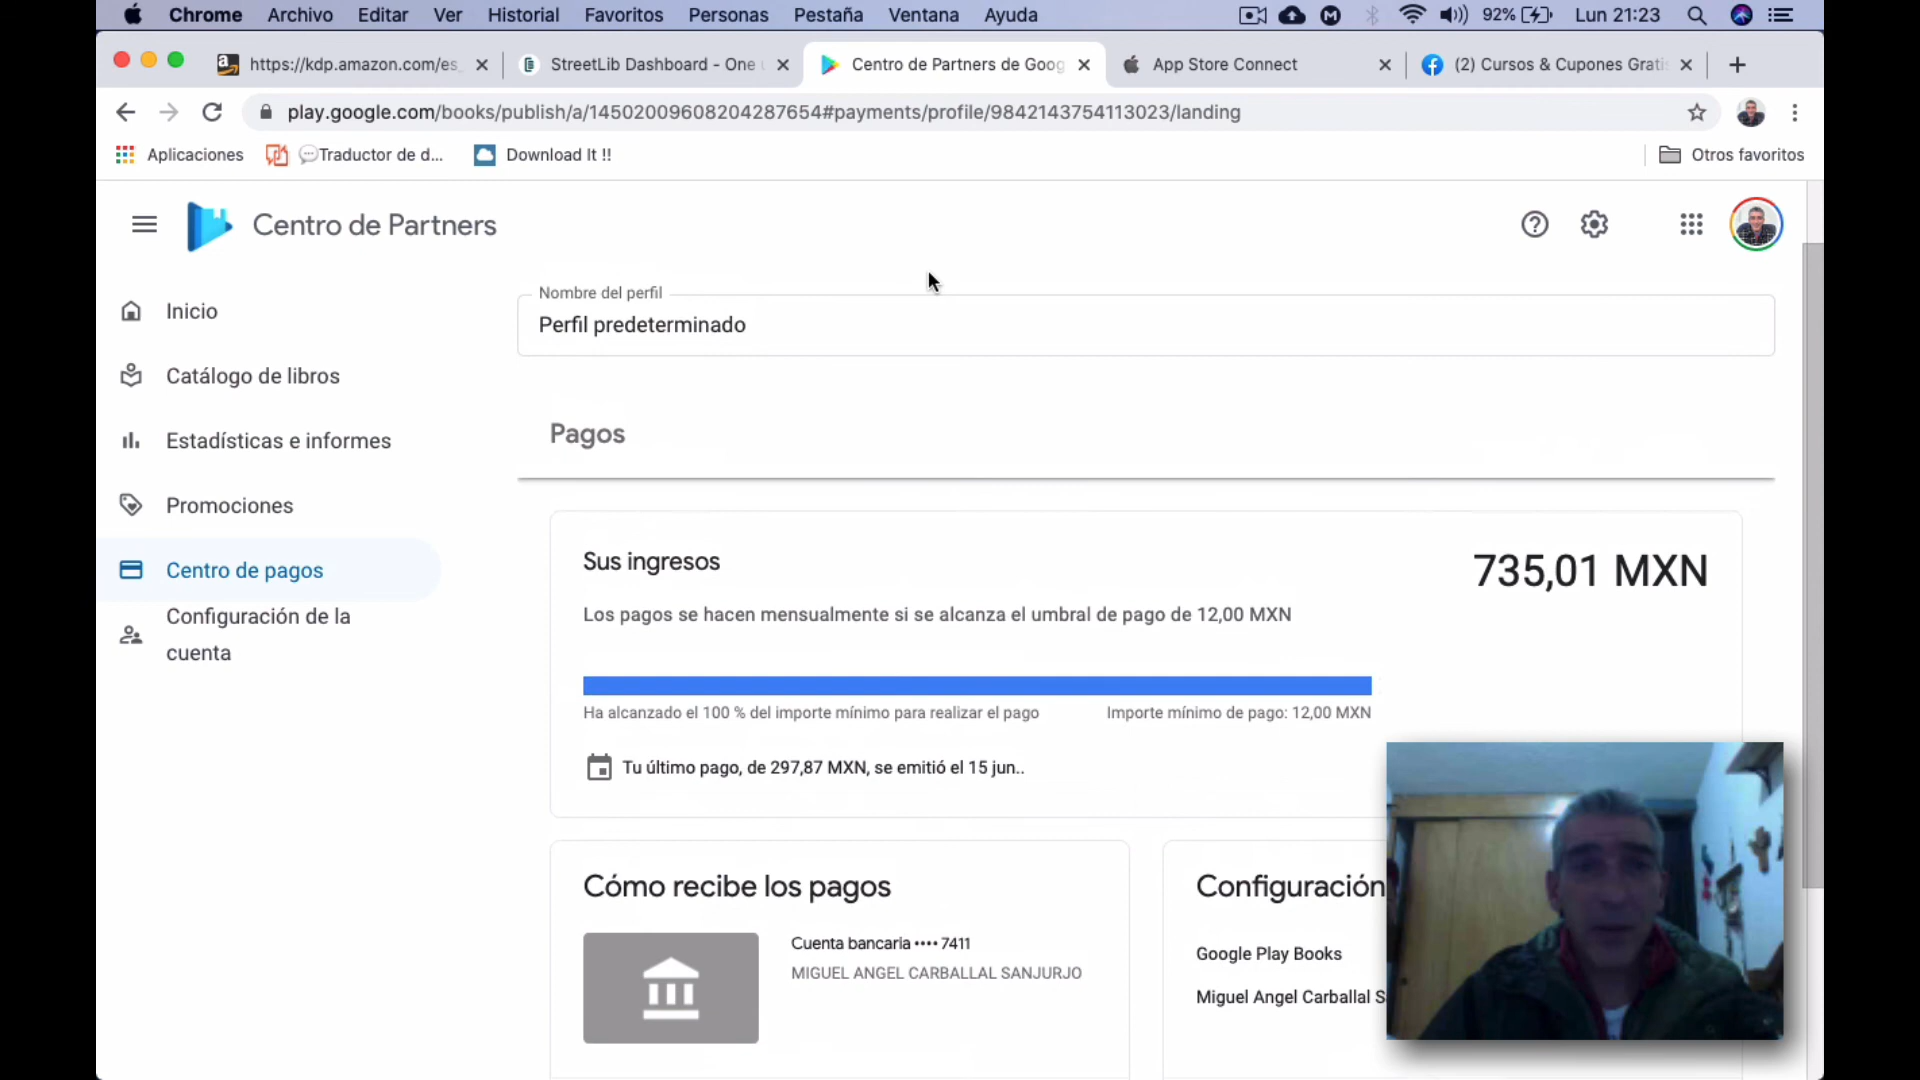 Chrome Archivo Editar Ver Historial Favoritos Personas Pestaña Ventana Ayuda 92% Lun 21:23
https://kdp.amazon.com/es_ StreetLib Dashboard - One Centro de Partners de Goog App Store Connect (2) Cursos & Cupones Grati
play.google.com/books/publish/a/14502009608204287654#payments/profile/9842143754113023/landing
Aplicaciones Traductor de d... Download It !! Otros favoritos
Centro de Partners
Inicio
Catálogo de libros
Estadísticas e informes
Promociones
Centro de pagos
Configuración de la
cuenta
Nombre del perfil
Perfil predeterminado
Pagos
Sus ingresos 735,01 MXN
Los pagos se hacen mensualmente si se alcanza el umbral de pago de 12,00 MXN
Ha alcanzado el 100 % del importe mínimo para realizar el pago Importe mínimo de pago: 12,00 MXN
Tu último pago, de 297,87 MXN, se emitió el 15 jun..
Cómo recibe los pagos
Cuenta bancaria •••• 7411
MIGUEL ANGEL CARBALLAL SANJURJO
Configuración
Google Play Books
Miguel Angel Carballal S